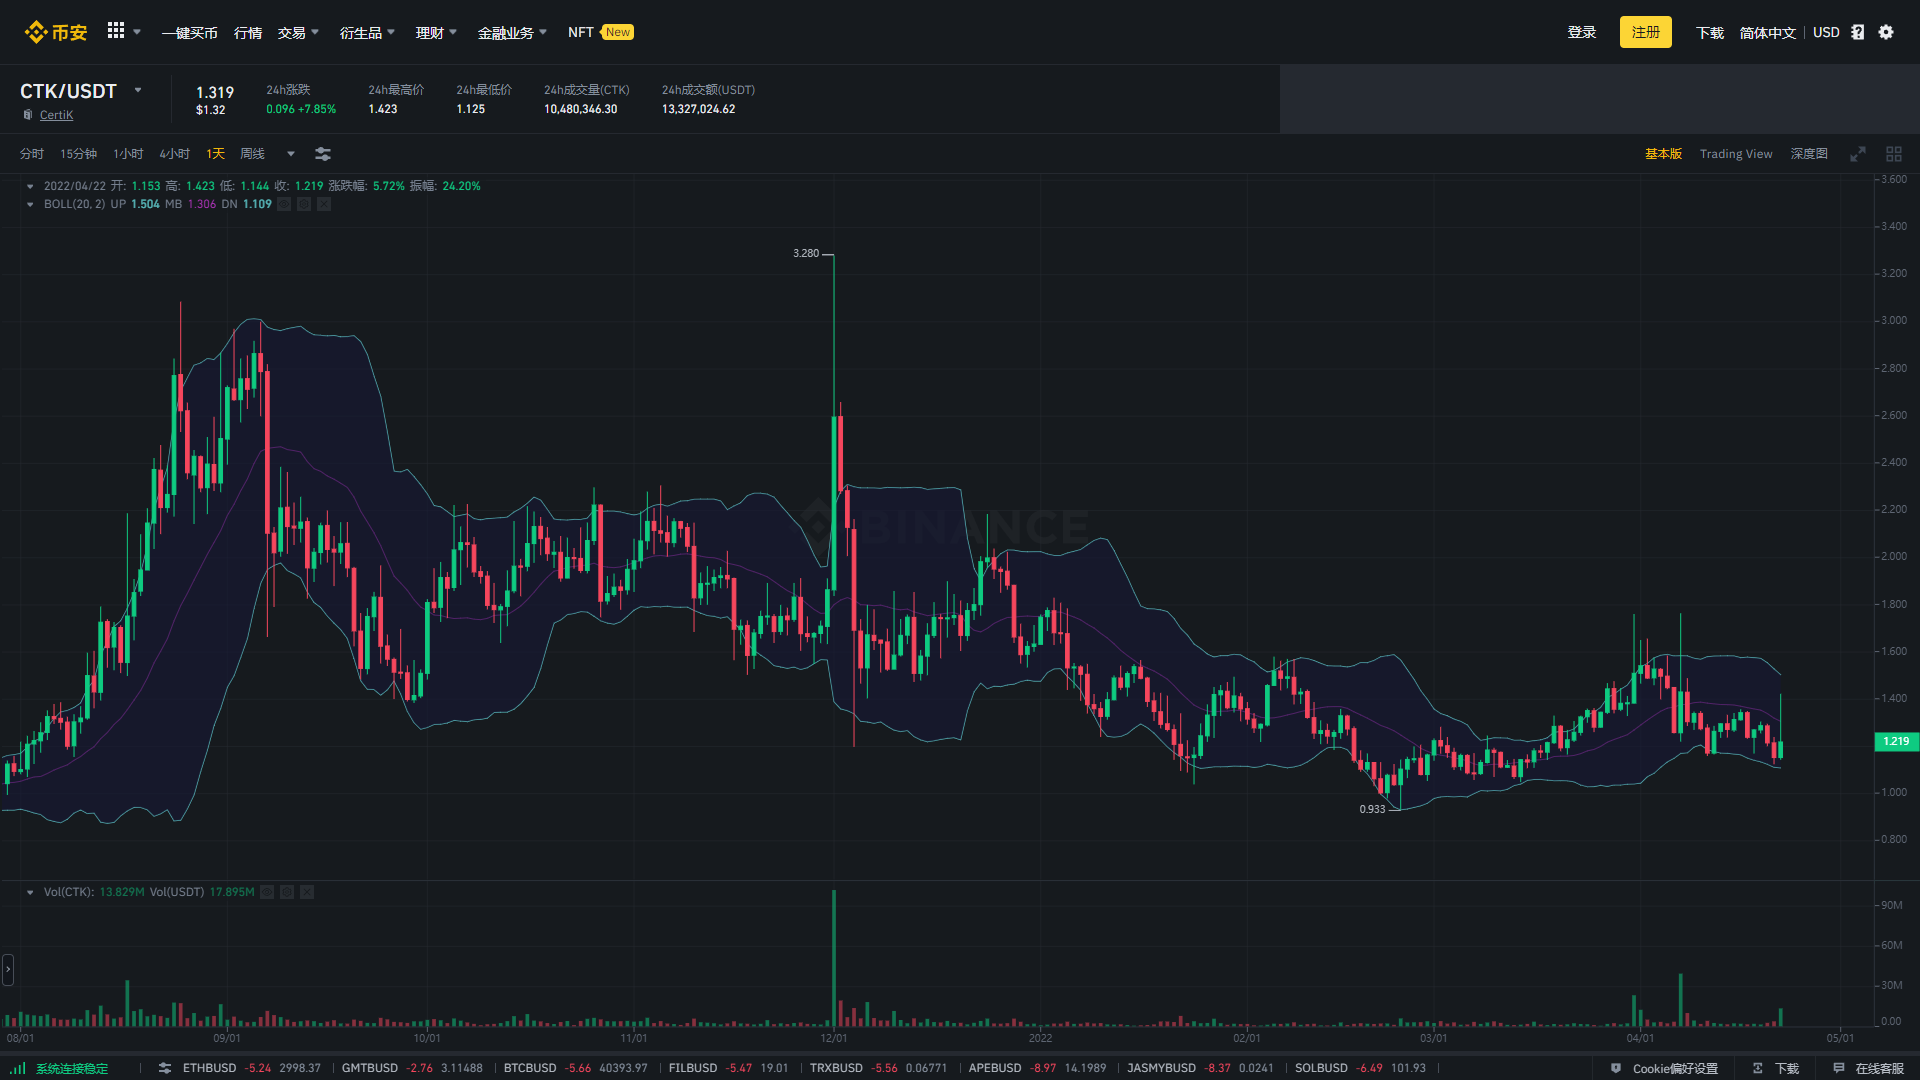 币安 一键买币 行情 交易 衍生品 理财 金融业务 NFT New 登录 注册 下载 简体中文 USD
CTK/USDT
CertiK
1.319
$1.32
24h涨跌
0.096 +7.85%
24h最高价
1.423
24h最低价
1.125
24h成交量(CTK)
10,480,346.30
24h成交额(USDT)
13,327,024.62
分时 15分钟 1小时 4小时 1天 周线 基本版 Trading View 深度图
2022/04/22 开: 1.153 高: 1.423 低: 1.144 收: 1.219 涨跌幅: 5.72% 振幅: 24.20%
BOLL(20, 2) UP 1.504 MB 1.306 DN 1.109
3.600
3.400
3.280
3.200
3.000
2.800
2.600
2.400
2.200
BINANCE
2.000
1.800
1.600
1.400
1.219
1.000
0.933
0.800
Vol(CTK): 13.829M Vol(USDT) 17.895M
90M
60M
30M
0.00
08/01 09/01 10/01 11/01 12/01 2022 02/01 03/01 04/01 05/01
系统连接稳定 ETHBUSD -5.24 2998.37 GMTBUSD -2.76 3.11488 BTCBUSD -5.66 40393.97 FILBUSD -5.47 19.01 TRXBUSD -5.56 0.06771 APEBUSD -8.97 14.1989 JASMYBUSD -8.37 0.0241 SOLBUSD -6.49 101.93 Cookie偏好设置 下载 在线客服